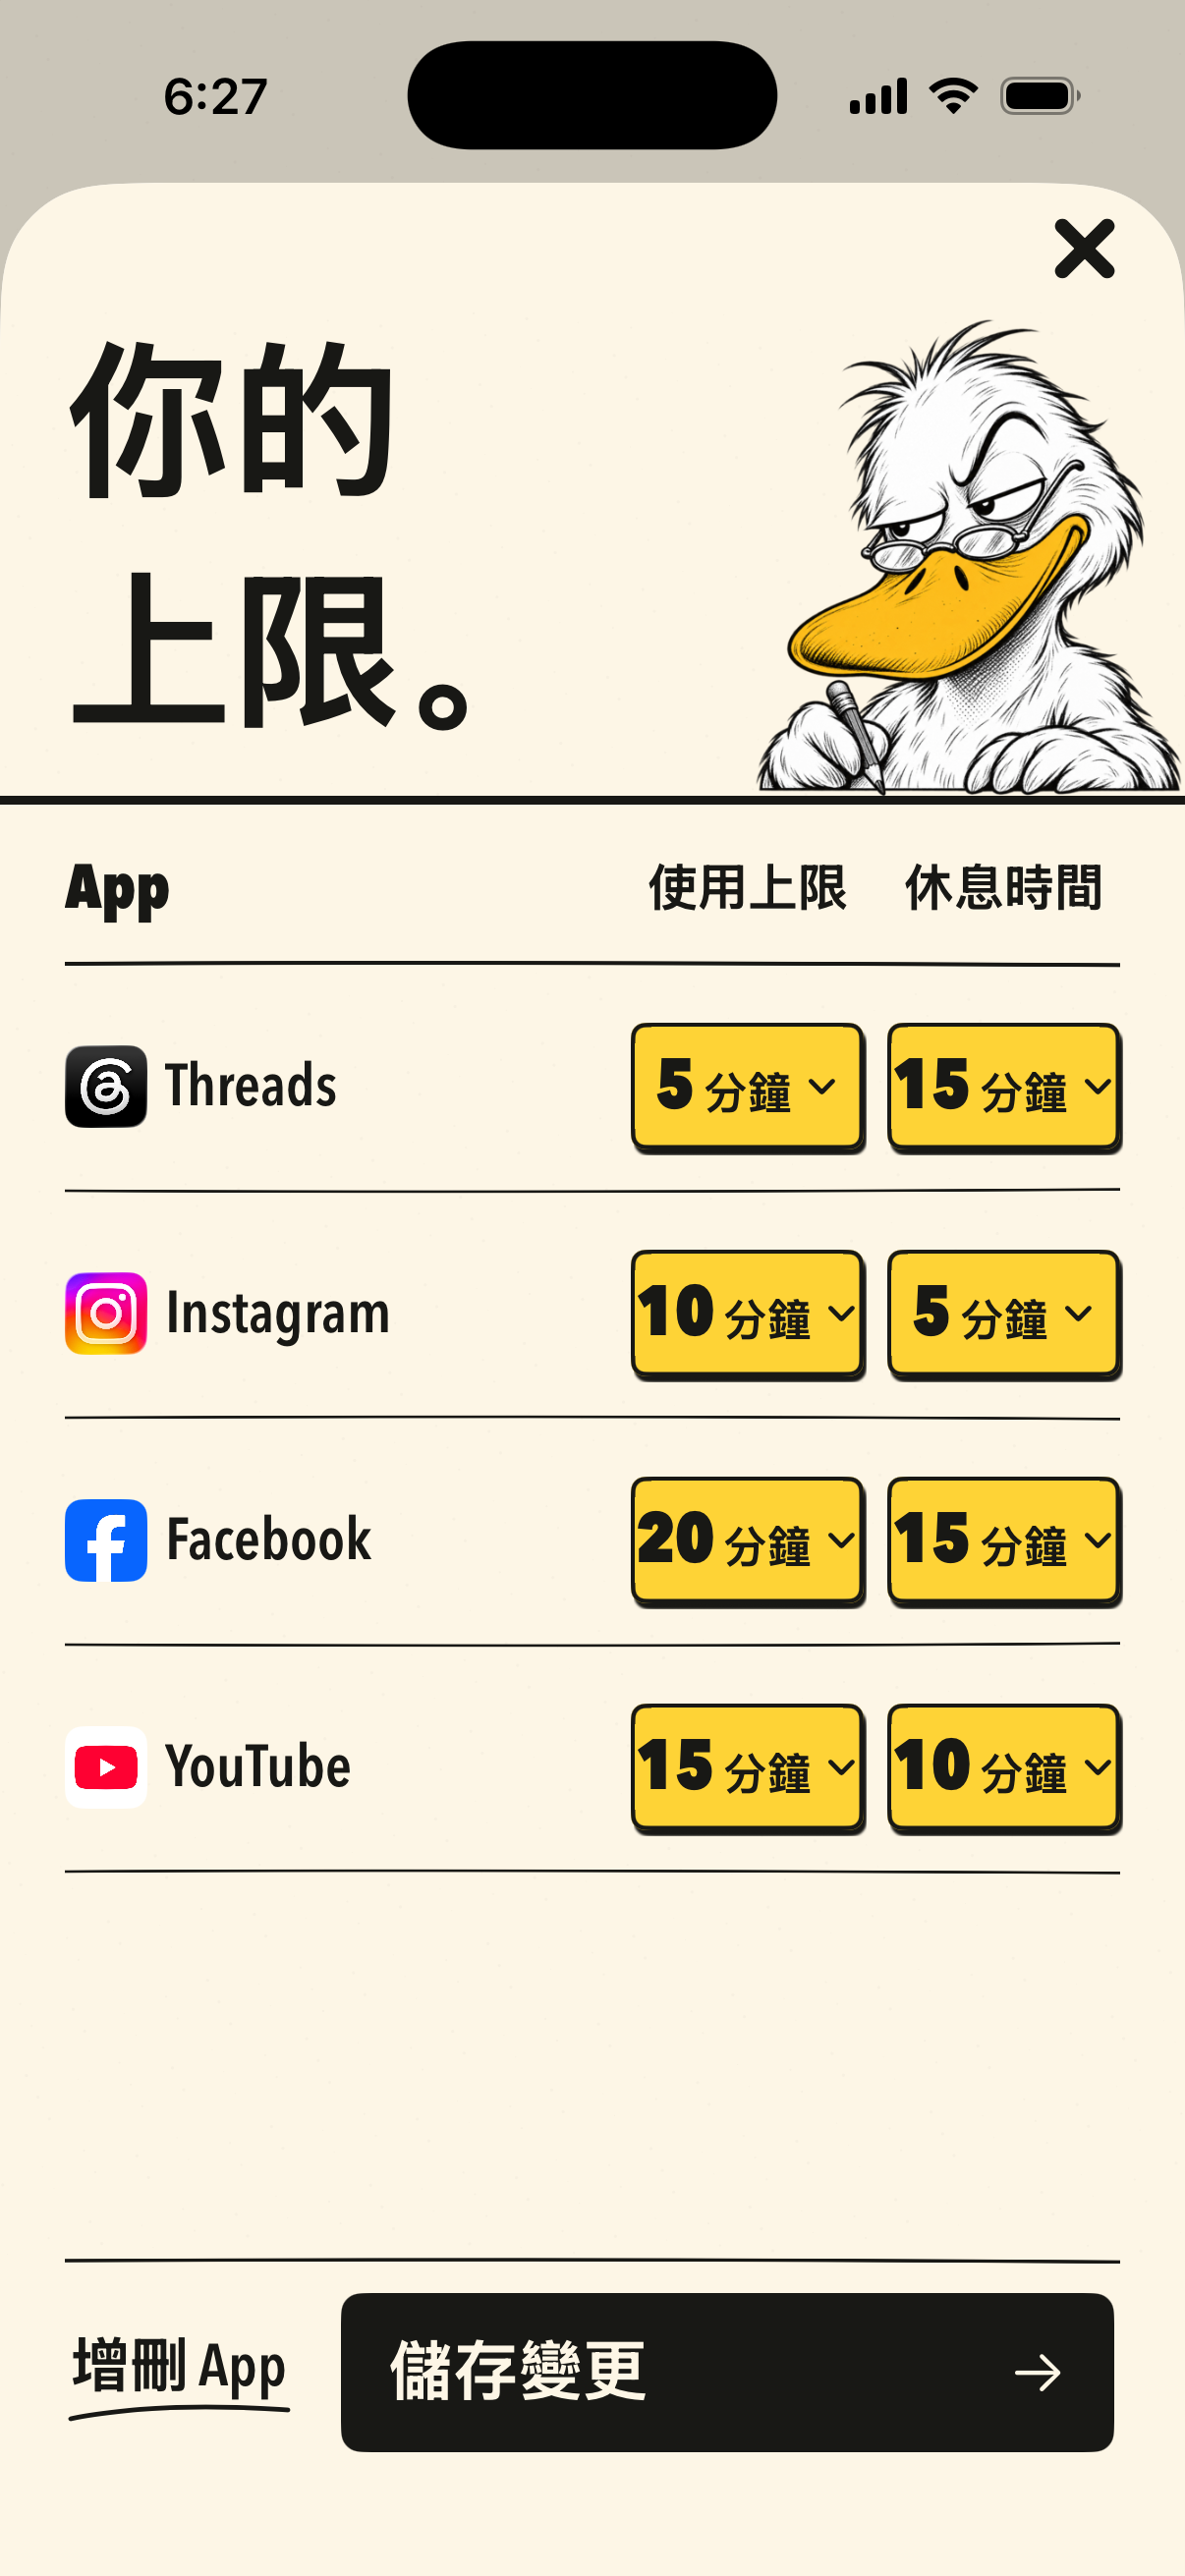 6:27
你的
上限。
App 使用上限 休息時間
Threads 5 分鐘 15 分鐘
Instagram 10 分鐘 5 分鐘
Facebook 20 分鐘 15 分鐘
YouTube 15 分鐘 10 分鐘
增刪 App 儲存變更